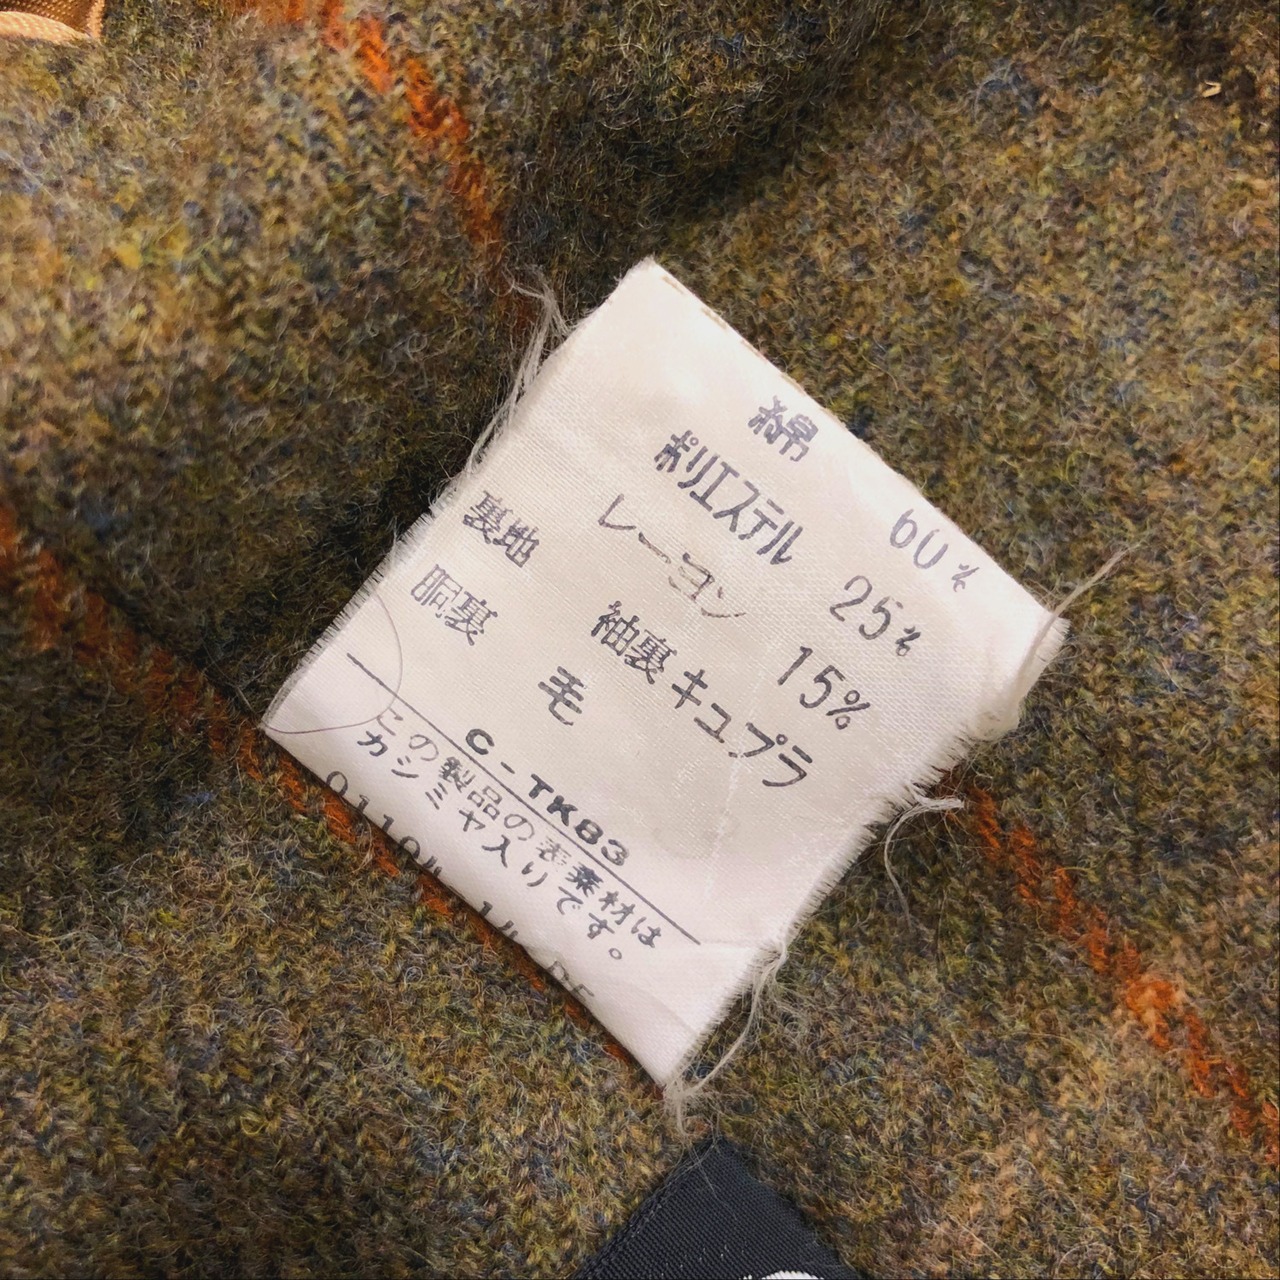 綿 60%
ポリエステル 25%
レーヨン 15%
裏地 袖裏 キュプラ
胴裏 毛
C-TK83
この製品の表素材は
カシミヤ入りです。